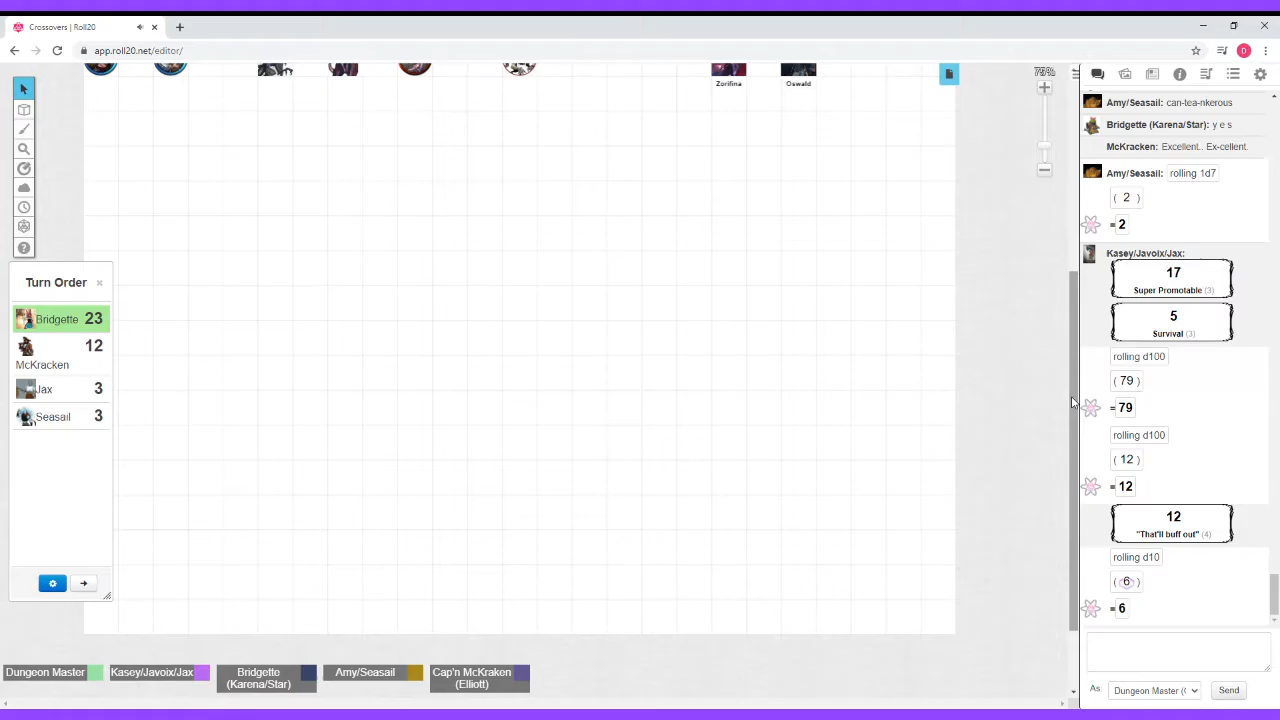 Crossovers | Roll20
app.roll20.net/editor/
D
Zorifina
Oswald
75%
Turn Order
Bridgette 23
12
McKracken
Jax 3
Seasail 3
Dungeon Master
Kasey/Javoix/Jax
Bridgette
(Karena/Star)
Amy/Seasail
Cap'n McKraken
(Elliott)
Amy/Seasail: can-tea-nkerous
Bridgette (Karena/Star): y e s
McKracken: Excellent.. Ex-cellent.
Amy/Seasail: rolling 1d7
( 2 )
=2
Kasey/Javoix/Jax:
17
Super Promotable (3)
5
Survival (3)
rolling d100
( 79 )
=79
rolling d100
( 12 )
=12
12
"That'll buff out" (4)
rolling d10
( 6 )
=6
As: Dungeon Master (
Send